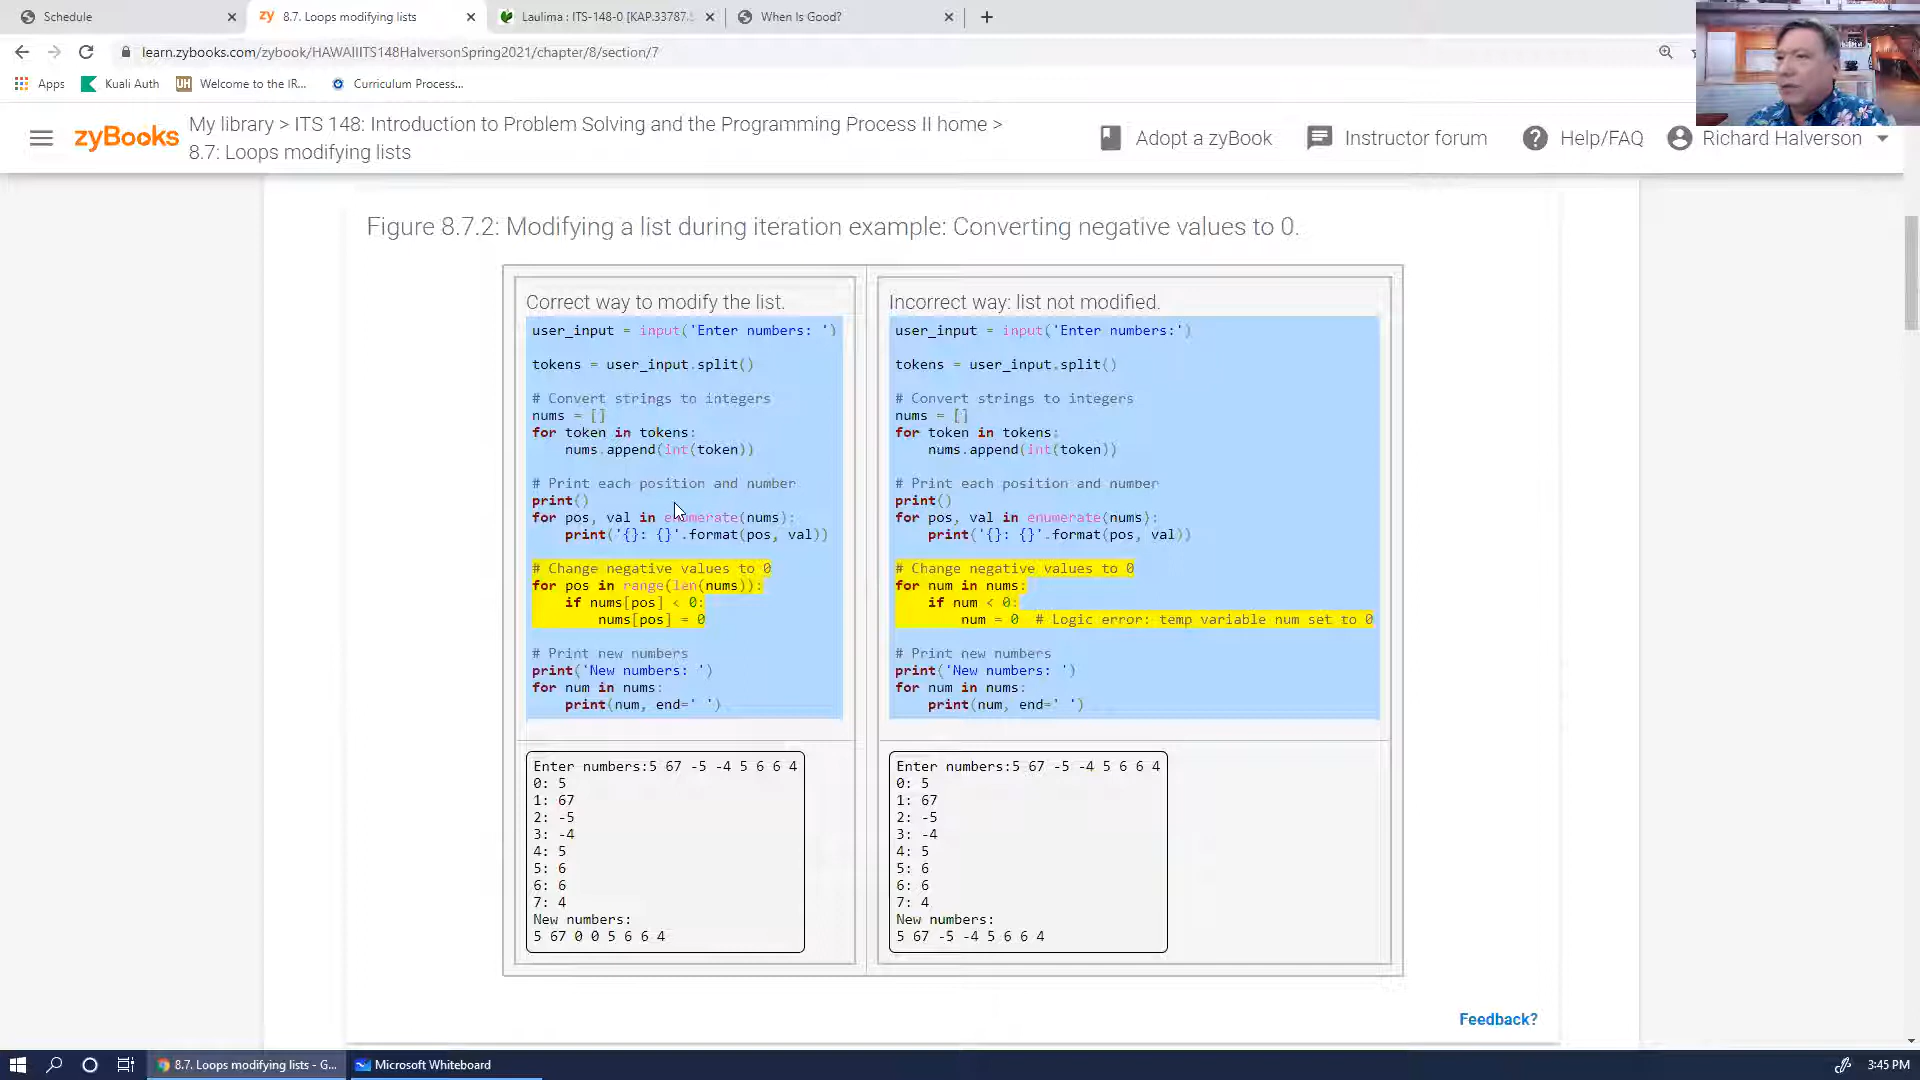 Schedule
zy 8.7. Loops modifying lists
Laulima : ITS-148-0 [KAP.33787.
When Is Good?
learn.zybooks.com/zybook/HAWAIIITS148HalversonSpring2021/chapter/8/section/7
Apps
Kuali Auth
UH Welcome to the IR...
Curriculum Process...
zyBooks
My library > ITS 148: Introduction to Problem Solving and the Programming Process II home >
8.7: Loops modifying lists
Adopt a zyBook
Instructor forum
Help/FAQ
Richard Halverson
Figure 8.7.2: Modifying a list during iteration example: Converting negative values to 0.
Correct way to modify the list.
user_input = input('Enter numbers: ')
tokens = user_input.split()
# Convert strings to integers
nums = []
for token in tokens:
    nums.append(int(token))
# Print each position and number
print()
for pos, val in enumerate(nums):
    print('{}: {}'.format(pos, val))
# Change negative values to 0
for pos in range(len(nums)):
    if nums[pos] < 0:
        nums[pos] = 0
# Print new numbers
print('New numbers: ')
for num in nums:
    print(num, end=' ')
Enter numbers:5 67 -5 -4 5 6 6 4
0: 5
1: 67
2: -5
3: -4
4: 5
5: 6
6: 6
7: 4
New numbers:
5 67 0 0 5 6 6 4
Incorrect way: list not modified.
user_input = input('Enter numbers:')
tokens = user_input.split()
# Convert strings to integers
nums = []
for token in tokens:
    nums.append(int(token))
# Print each position and number
print()
for pos, val in enumerate(nums):
    print('{}: {}'.format(pos, val))
# Change negative values to 0
for num in nums:
    if num < 0:
        num = 0  # Logic error: temp variable num set to 0
# Print new numbers
print('New numbers: ')
for num in nums:
    print(num, end=' ')
Enter numbers:5 67 -5 -4 5 6 6 4
0: 5
1: 67
2: -5
3: -4
4: 5
5: 6
6: 6
7: 4
New numbers:
5 67 -5 -4 5 6 6 4
Feedback?
8.7. Loops modifying lists - G...
Microsoft Whiteboard
3:45 PM